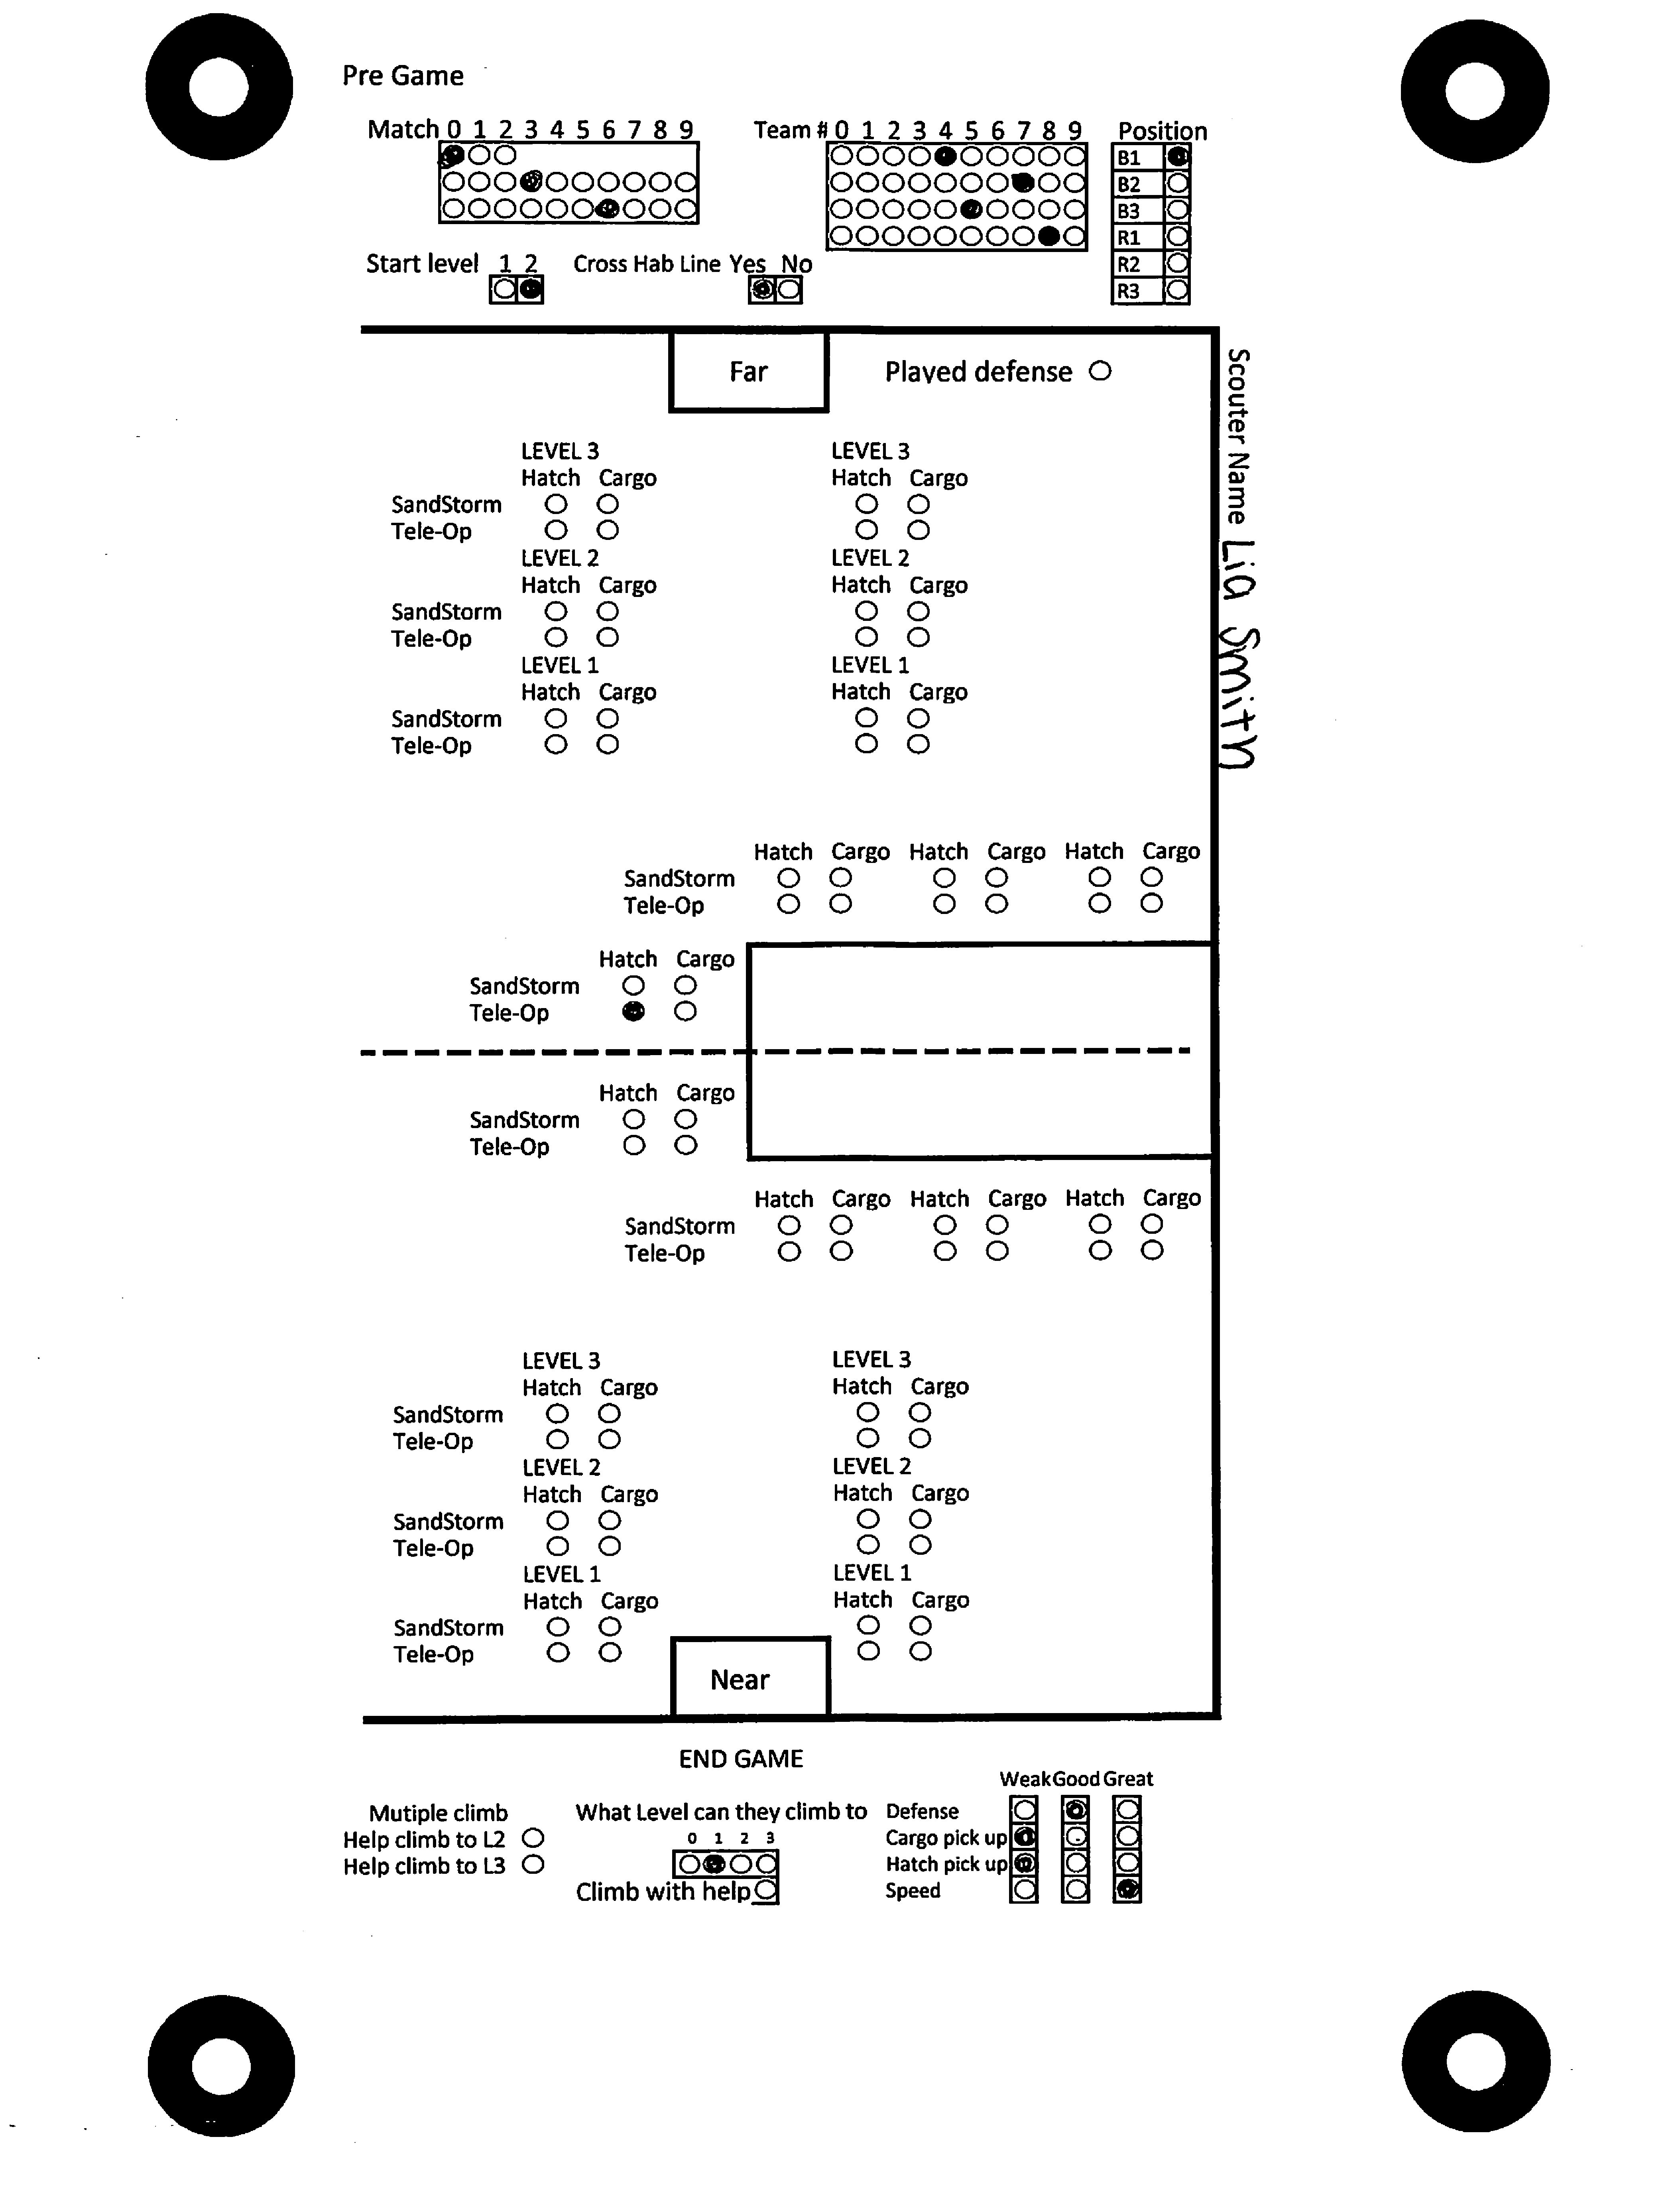 Pre Game
Match 0 1 2 3 4 5 6 7 8 9
Team # 0 1 2 3 4 5 6 7 8 9
Position
B1
B2
B3
R1
R2
R3
Start level 1 2
Cross Hab Line Yes No
Far
Played defense
Scouter Name Lia Smith
LEVEL 3 LEVEL 3
Hatch Cargo Hatch Cargo
SandStorm
Tele-Op
LEVEL 2 LEVEL 2
Hatch Cargo Hatch Cargo
SandStorm
Tele-Op
LEVEL 1 LEVEL 1
Hatch Cargo Hatch Cargo
SandStorm
Tele-Op
Hatch Cargo Hatch Cargo Hatch Cargo
SandStorm
Tele-Op
Hatch Cargo
SandStorm
Tele-Op
Hatch Cargo
SandStorm
Tele-Op
Hatch Cargo Hatch Cargo Hatch Cargo
SandStorm
Tele-Op
LEVEL 3 LEVEL 3
Hatch Cargo Hatch Cargo
SandStorm
Tele-Op
LEVEL 2 LEVEL 2
Hatch Cargo Hatch Cargo
SandStorm
Tele-Op
LEVEL 1 LEVEL 1
Hatch Cargo Hatch Cargo
SandStorm
Tele-Op
Near
END GAME
Mutiple climb
Help climb to L2
Help climb to L3
What Level can they climb to
0 1 2 3
Climb with help
Weak Good Great
Defense
Cargo pick up
Hatch pick up
Speed